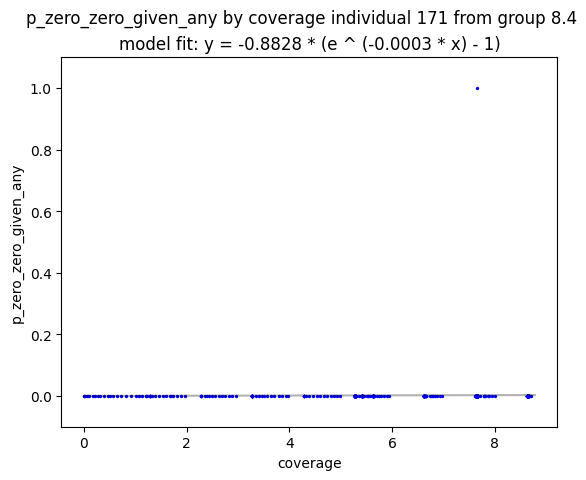 p_zero_zero_given_any by coverage individual 171 from group 8.4
model fit: y = -0.8828 * (e ^ (-0.0003 * x) - 1)
1.0
0.8
0.6
0.4
0.2
0.0
p_zero_zero_given_any
0 2 4 6 8
coverage